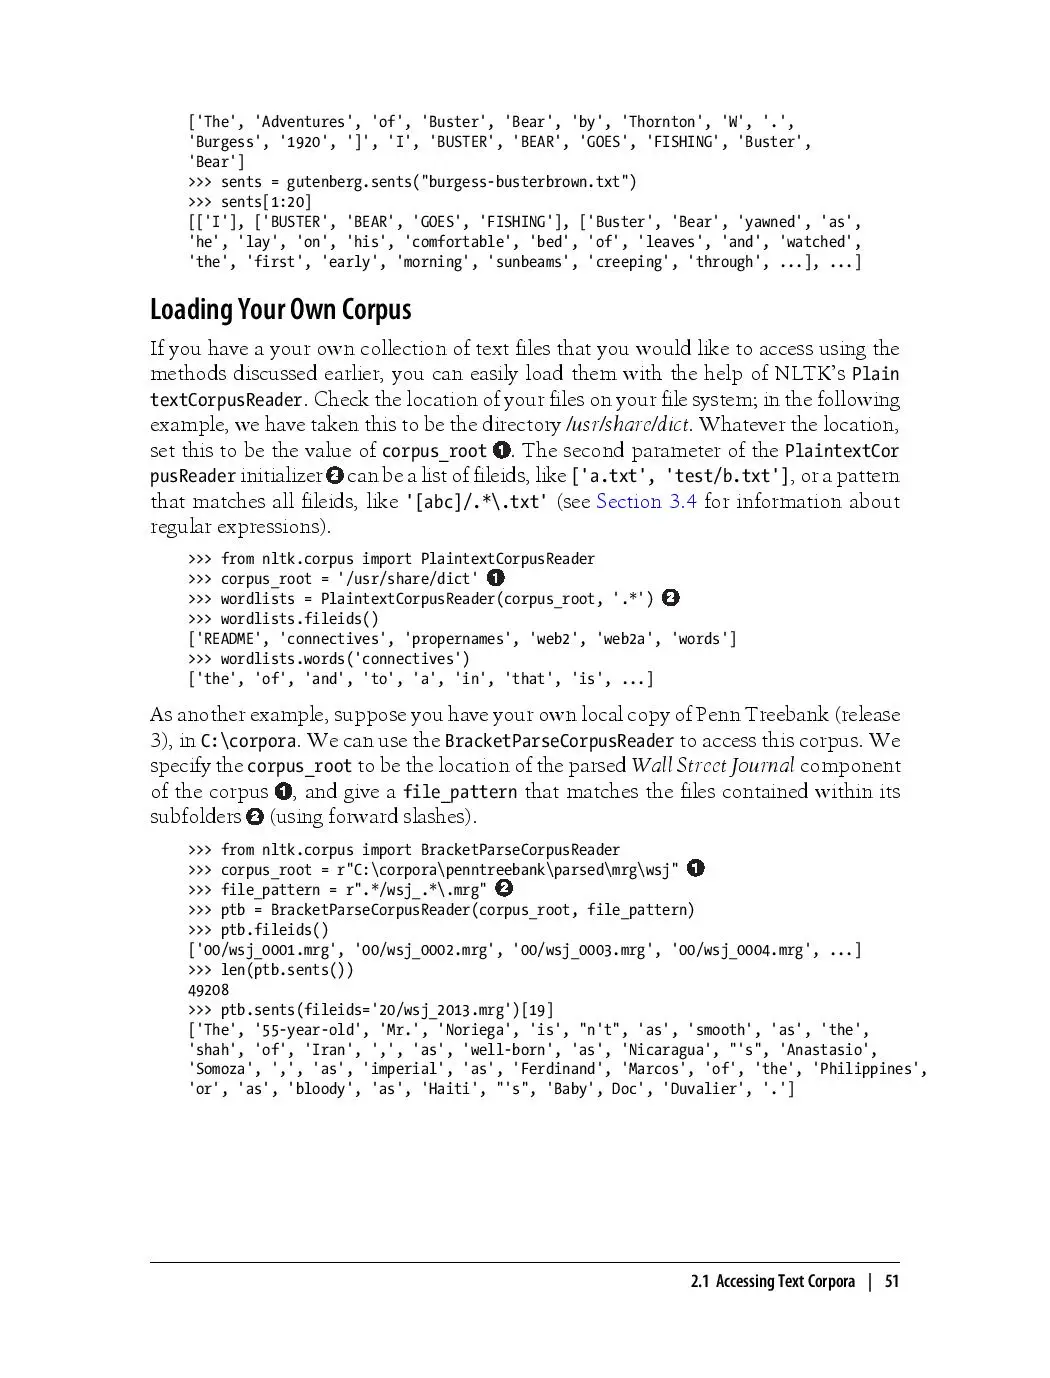 ['The', 'Adventures', 'of', 'Buster', 'Bear', 'by', 'Thornton', 'W', '.',
'Burgess', '1920', ']', 'I', 'BUSTER', 'BEAR', 'GOES', 'FISHING', 'Buster',
'Bear']
>>> sents = gutenberg.sents("burgess-busterbrown.txt")
>>> sents[1:20]
[['I'], ['BUSTER', 'BEAR', 'GOES', 'FISHING'], ['Buster', 'Bear', 'yawned', 'as',
'he', 'lay', 'on', 'his', 'comfortable', 'bed', 'of', 'leaves', 'and', 'watched',
'the', 'first', 'early', 'morning', 'sunbeams', 'creeping', 'through', ...], ...]
Loading Your Own Corpus
If you have a your own collection of text files that you would like to access using the
methods discussed earlier, you can easily load them with the help of NLTK's Plain
textCorpusReader. Check the location of your files on your file system; in the following
example, we have taken this to be the directory /usr/share/dict. Whatever the location,
set this to be the value of corpus_root ❶. The second parameter of the PlaintextCor
pusReader initializer ❷ can be a list of fileids, like ['a.txt', 'test/b.txt'], or a pattern
that matches all fileids, like '[abc]/.*\.txt' (see Section 3.4 for information about
regular expressions).
>>> from nltk.corpus import PlaintextCorpusReader
>>> corpus_root = '/usr/share/dict' ❶
>>> wordlists = PlaintextCorpusReader(corpus_root, '.*') ❷
>>> wordlists.fileids()
['README', 'connectives', 'propernames', 'web2', 'web2a', 'words']
>>> wordlists.words('connectives')
['the', 'of', 'and', 'to', 'a', 'in', 'that', 'is', ...]
As another example, suppose you have your own local copy of Penn Treebank (release
3), in C:\corpora. We can use the BracketParseCorpusReader to access this corpus. We
specify the corpus_root to be the location of the parsed Wall Street Journal component
of the corpus ❶, and give a file_pattern that matches the files contained within its
subfolders ❷ (using forward slashes).
>>> from nltk.corpus import BracketParseCorpusReader
>>> corpus_root = r"C:\corpora\penntreebank\parsed\mrg\wsj" ❶
>>> file_pattern = r".*/wsj_.*\.mrg" ❷
>>> ptb = BracketParseCorpusReader(corpus_root, file_pattern)
>>> ptb.fileids()
['00/wsj_0001.mrg', '00/wsj_0002.mrg', '00/wsj_0003.mrg', '00/wsj_0004.mrg', ...]
>>> len(ptb.sents())
49208
>>> ptb.sents(fileids='20/wsj_2013.mrg')[19]
['The', '55-year-old', 'Mr.', 'Noriega', 'is', "n't", 'as', 'smooth', 'as', 'the',
'shah', 'of', 'Iran', ',', 'as', 'well-born', 'as', 'Nicaragua', "'s", 'Anastasio',
'Somoza', ',', 'as', 'imperial', 'as', 'Ferdinand', 'Marcos', 'of', 'the', 'Philippines',
'or', 'as', 'bloody', 'as', 'Haiti', "'s", 'Baby', Doc', 'Duvalier', '.']
2.1 Accessing Text Corpora | 51